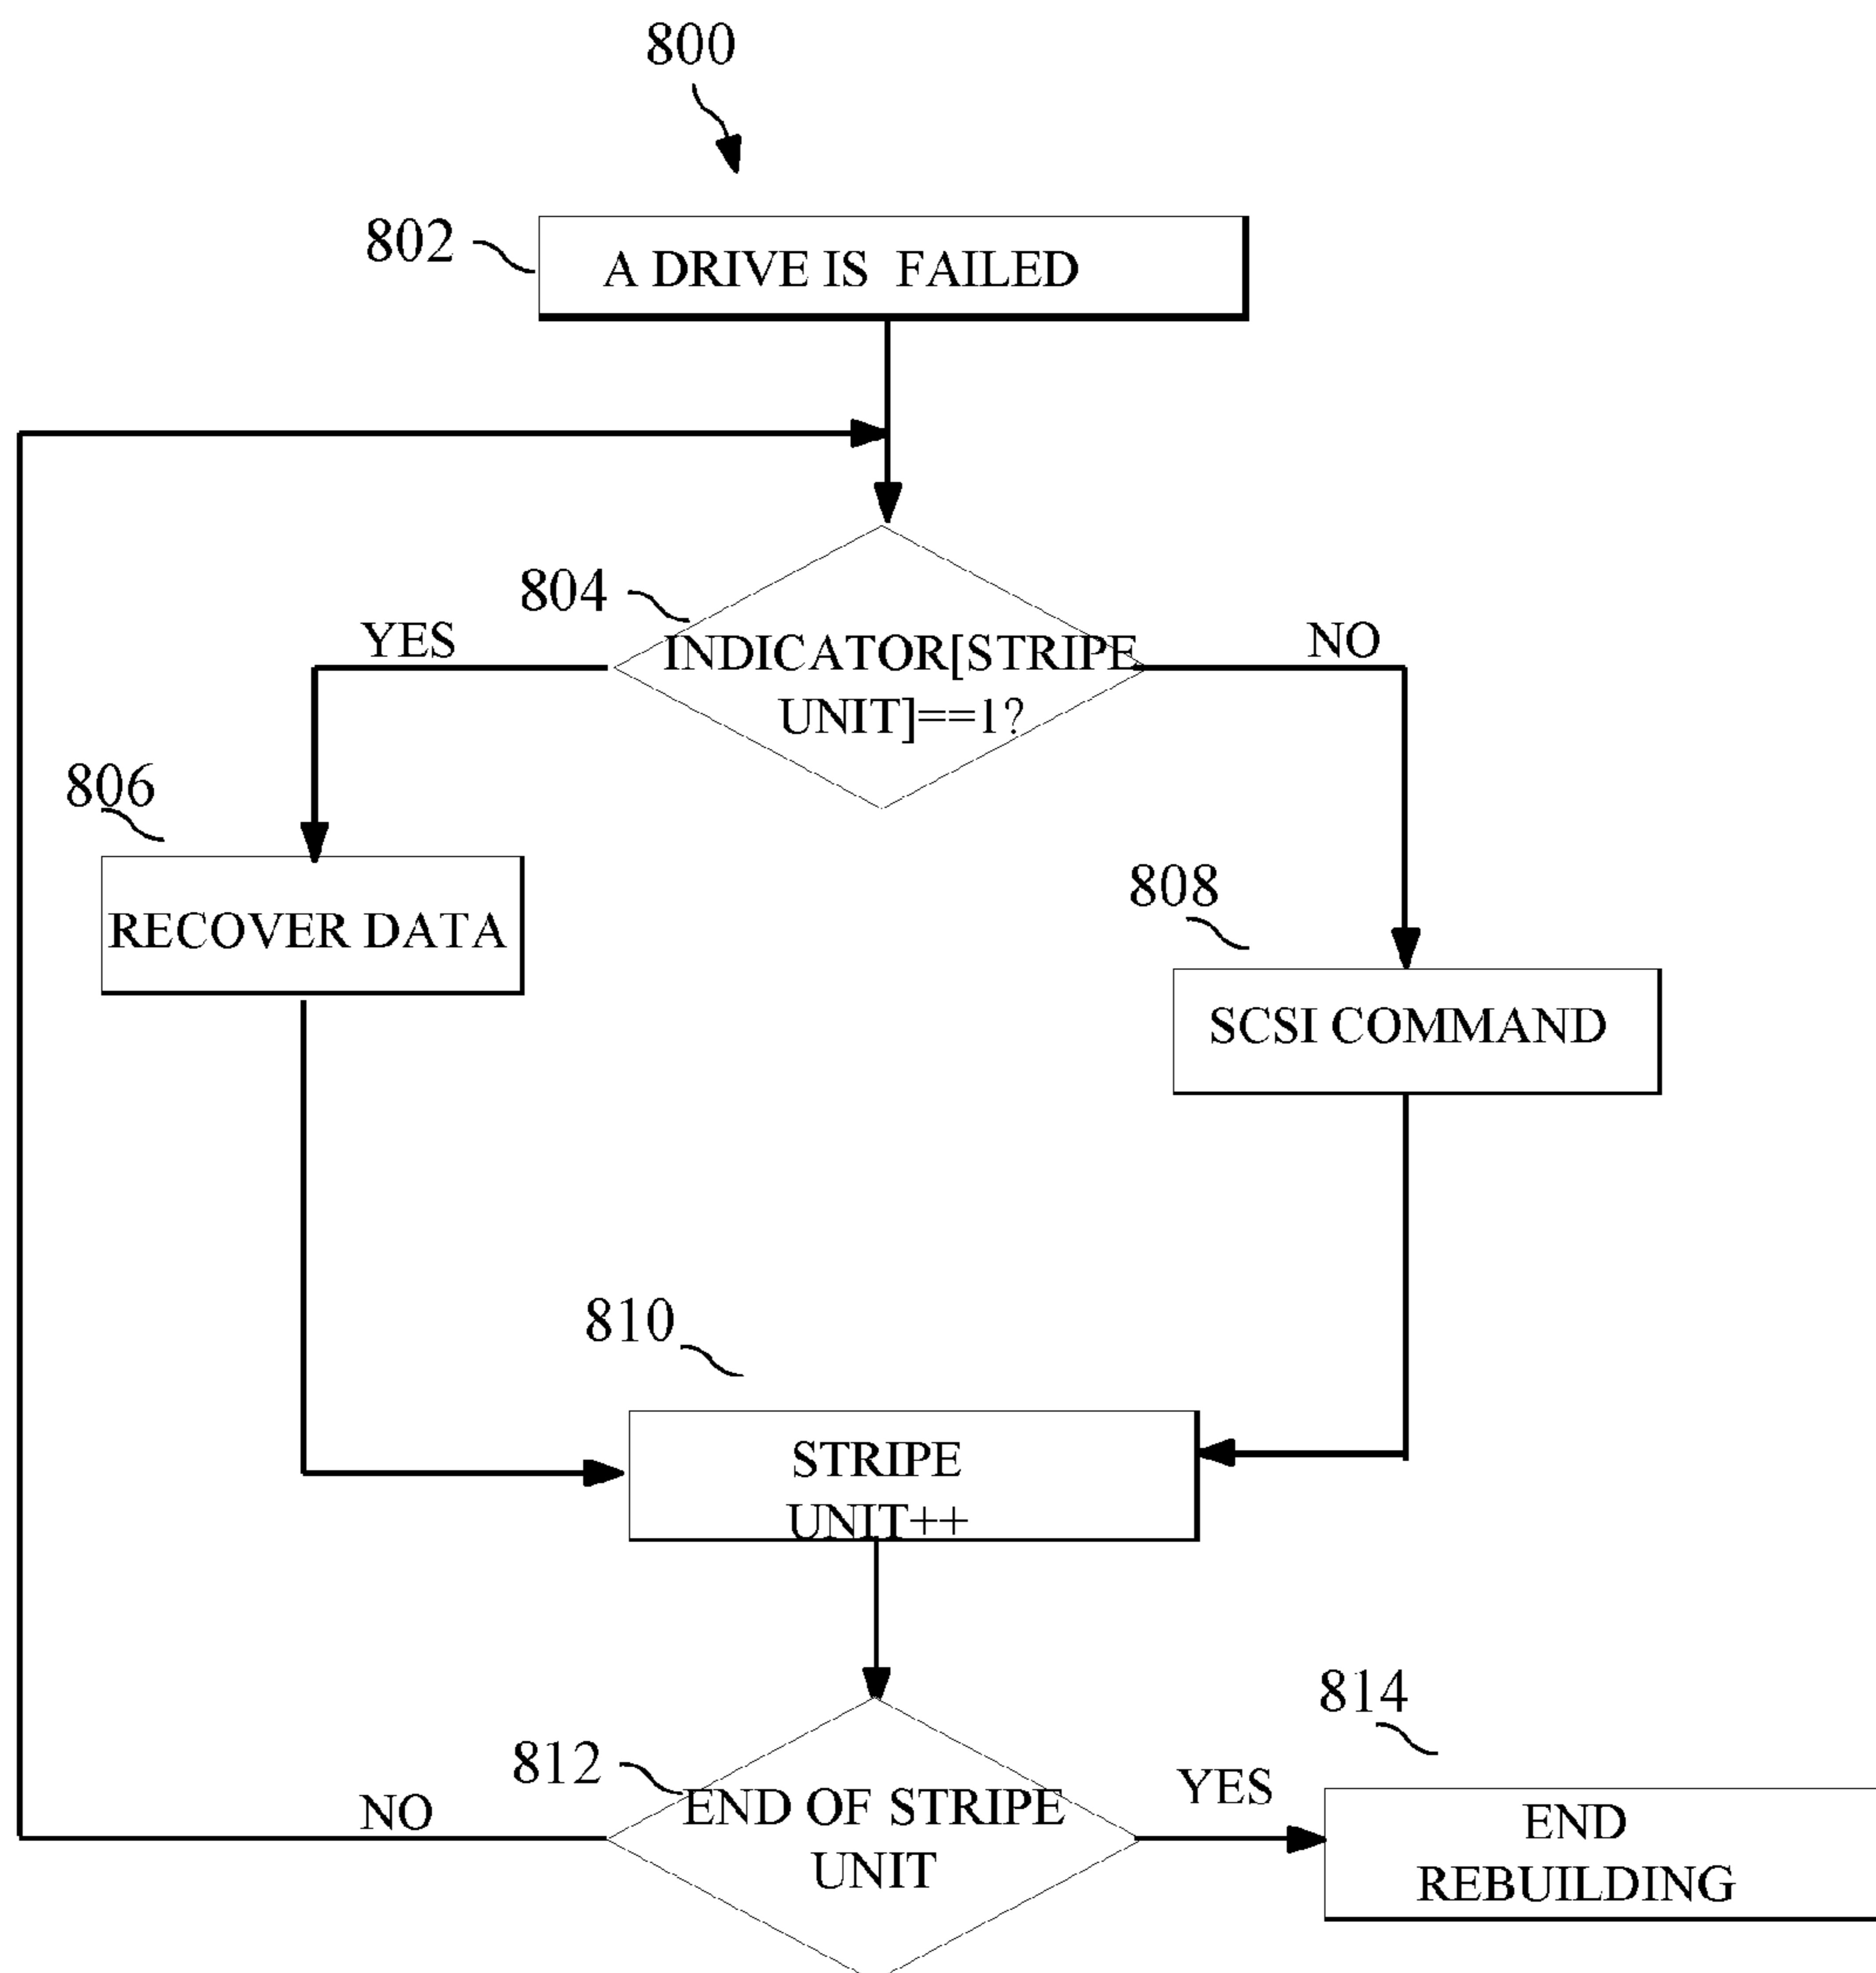 800
802
A DRIVE IS FAILED
804
YES
INDICATOR[STRIPE
UNIT]==1?
NO
806
RECOVER DATA
808
SCSI COMMAND
810
STRIPE
UNIT++
812
END OF STRIPE
UNIT
NO
YES
814
END
REBUILDING